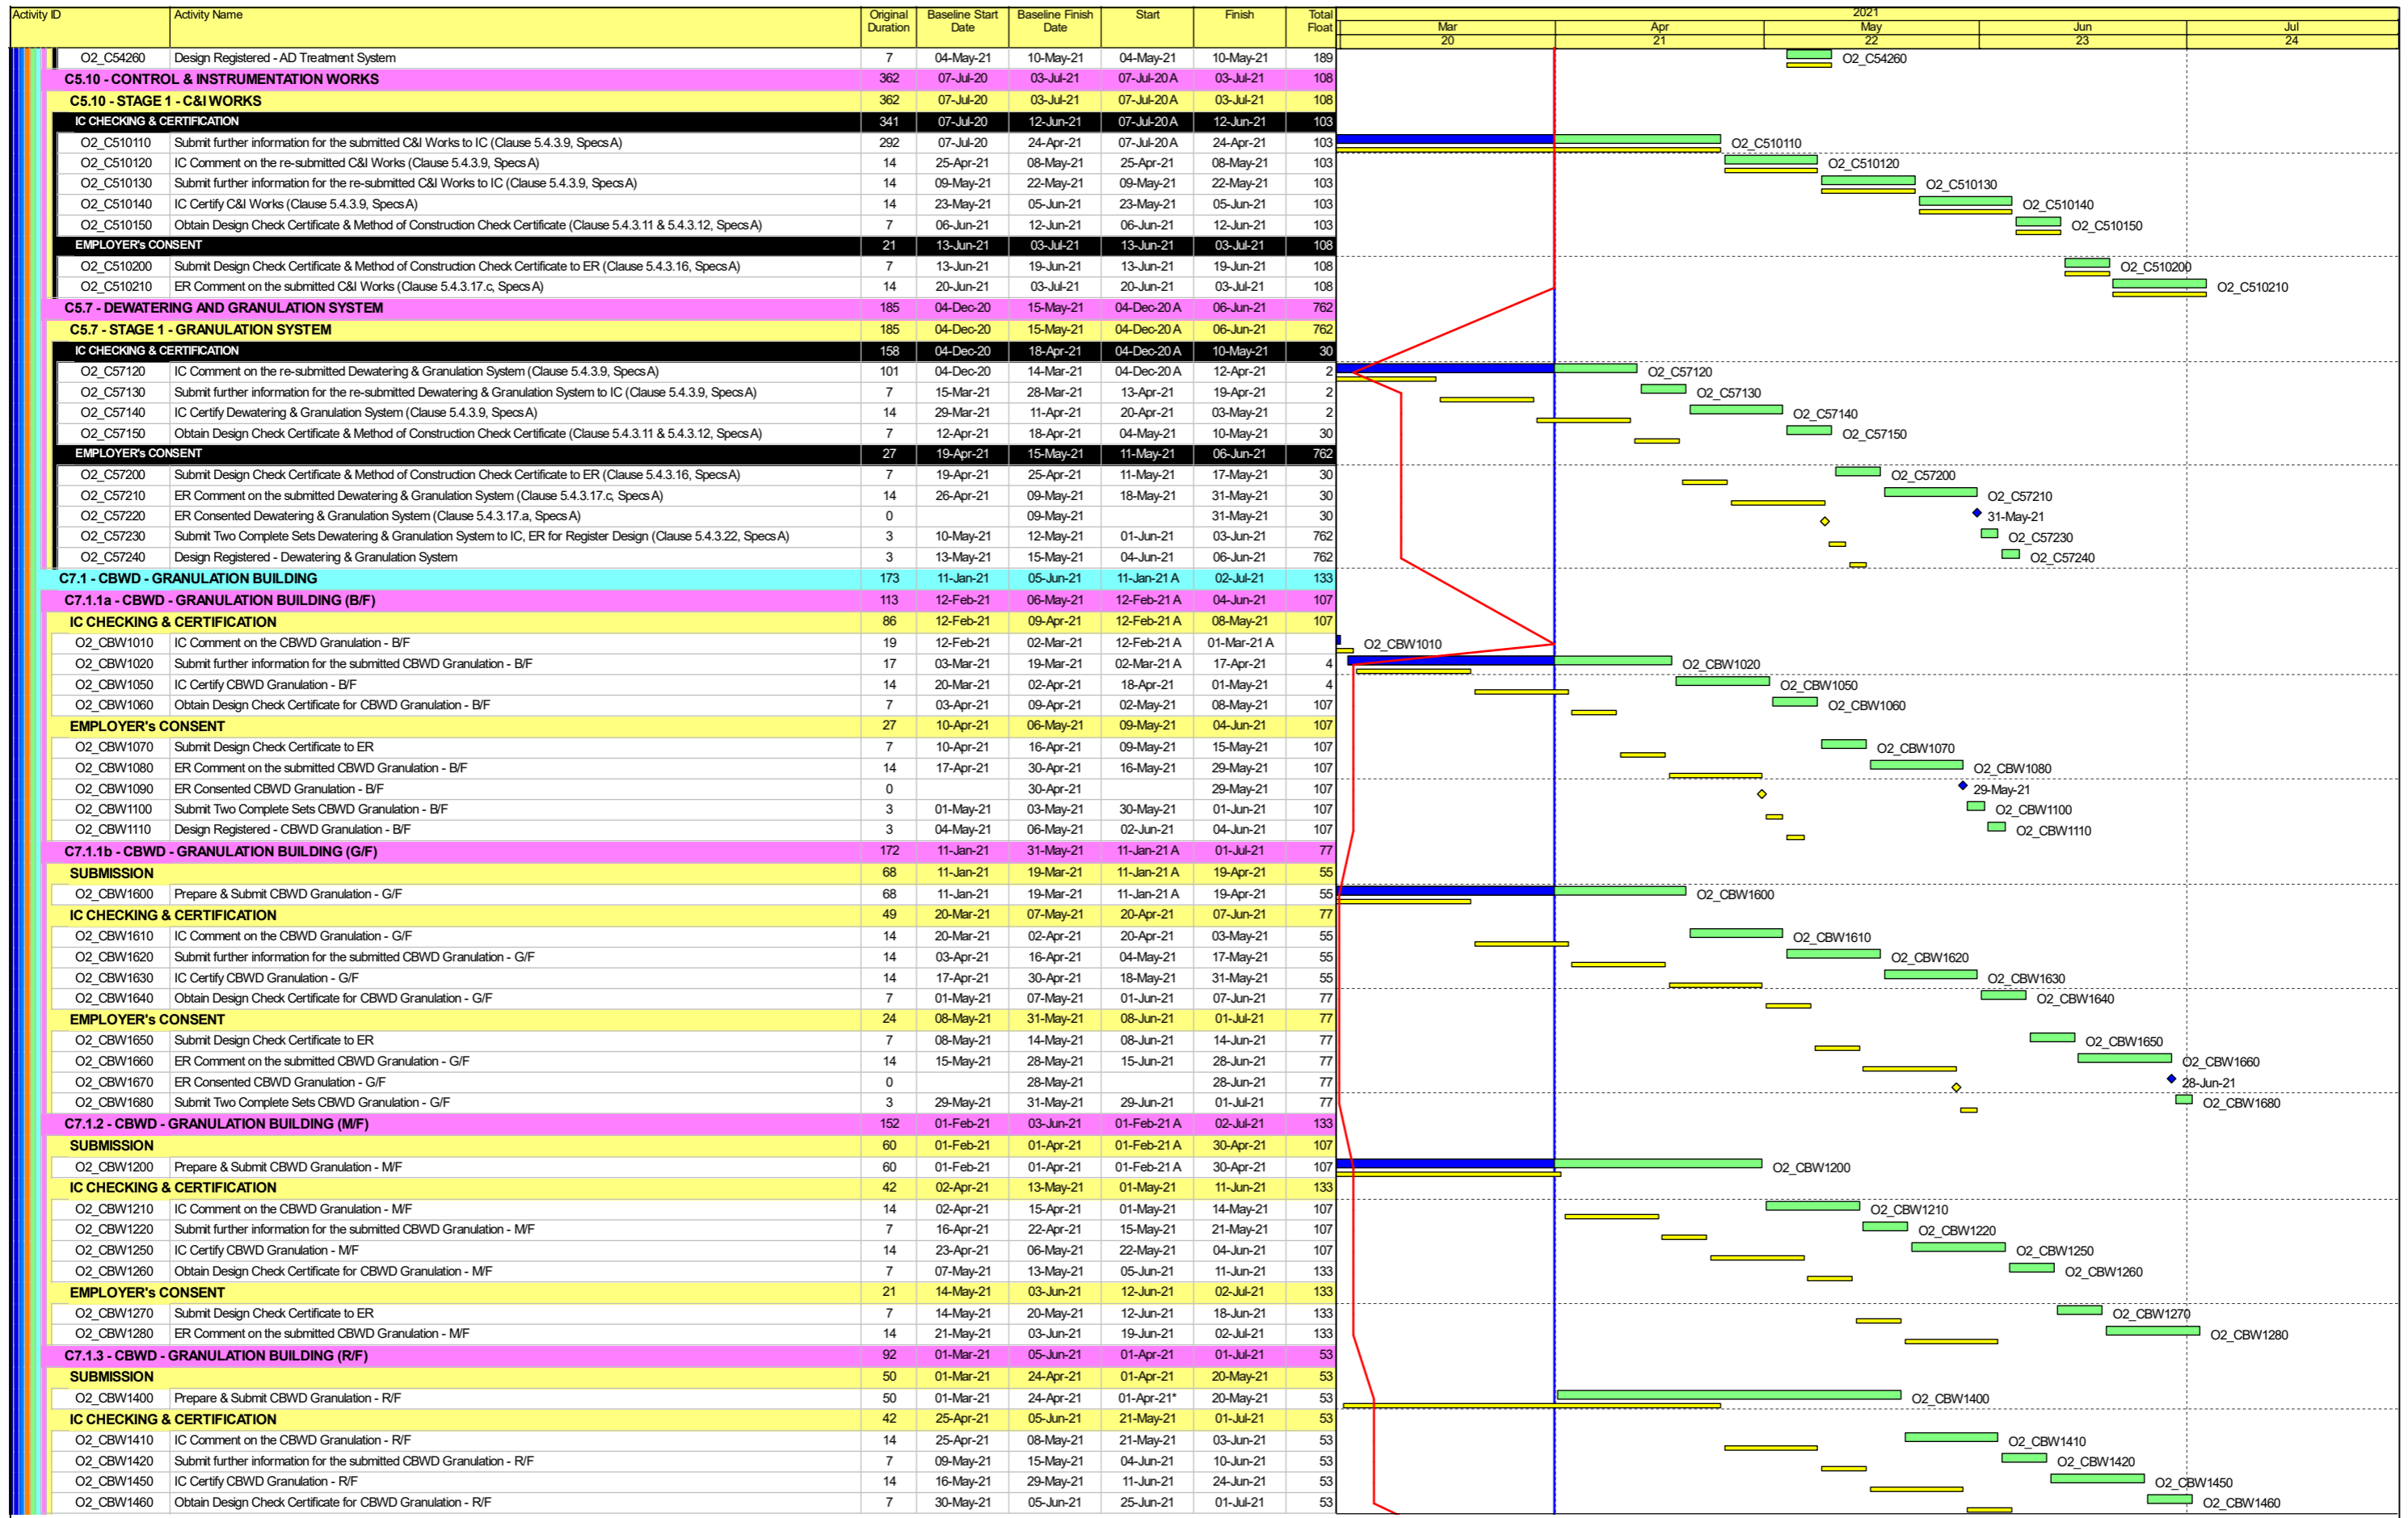 Activity ID Activity Name Original Duration Baseline Start Date Baseline Finish Date Start Finish Total Float 2021
Mar Apr May Jun Jul
20 21 22 23 24
O2_C54260 Design Registered - AD Treatment System 7 04-May-21 10-May-21 04-May-21 10-May-21 189 O2_C54260
C5.10 - CONTROL & INSTRUMENTATION WORKS 362 07-Jul-20 03-Jul-21 07-Jul-20 A 03-Jul-21 108
C5.10 - STAGE 1 - C&I WORKS 362 07-Jul-20 03-Jul-21 07-Jul-20 A 03-Jul-21 108
IC CHECKING & CERTIFICATION 341 07-Jul-20 12-Jun-21 07-Jul-20 A 12-Jun-21 103
O2_C510110 Submit further information for the submitted C&I Works to IC (Clause 5.4.3.9, Specs A) 292 07-Jul-20 24-Apr-21 07-Jul-20 A 24-Apr-21 103 O2_C510110
O2_C510120 IC Comment on the re-submitted C&I Works (Clause 5.4.3.9, Specs A) 14 25-Apr-21 08-May-21 25-Apr-21 08-May-21 103 O2_C510120
O2_C510130 Submit further information for the re-submitted C&I Works to IC (Clause 5.4.3.9, Specs A) 14 09-May-21 22-May-21 09-May-21 22-May-21 103 O2_C510130
O2_C510140 IC Certify C&I Works (Clause 5.4.3.9, Specs A) 14 23-May-21 05-Jun-21 23-May-21 05-Jun-21 103 O2_C510140
O2_C510150 Obtain Design Check Certificate & Method of Construction Check Certificate (Clause 5.4.3.11 & 5.4.3.12, Specs A) 7 06-Jun-21 12-Jun-21 06-Jun-21 12-Jun-21 103 O2_C510150
EMPLOYER's CONSENT 21 13-Jun-21 03-Jul-21 13-Jun-21 03-Jul-21 108
O2_C510200 Submit Design Check Certificate & Method of Construction Check Certificate to ER (Clause 5.4.3.16, Specs A) 7 13-Jun-21 19-Jun-21 13-Jun-21 19-Jun-21 108 O2_C510200
O2_C510210 ER Comment on the submitted C&I Works (Clause 5.4.3.17.c, Specs A) 14 20-Jun-21 03-Jul-21 20-Jun-21 03-Jul-21 108 O2_C510210
C5.7 - DEWATERING AND GRANULATION SYSTEM 185 04-Dec-20 15-May-21 04-Dec-20 A 06-Jun-21 762
C5.7 - STAGE 1 - GRANULATION SYSTEM 185 04-Dec-20 15-May-21 04-Dec-20 A 06-Jun-21 762
IC CHECKING & CERTIFICATION 158 04-Dec-20 18-Apr-21 04-Dec-20 A 10-May-21 30
O2_C57120 IC Comment on the re-submitted Dewatering & Granulation System (Clause 5.4.3.9, Specs A) 101 04-Dec-20 14-Mar-21 04-Dec-20 A 12-Apr-21 2 O2_C57120
O2_C57130 Submit further information for the re-submitted Dewatering & Granulation System to IC (Clause 5.4.3.9, Specs A) 7 15-Mar-21 28-Mar-21 13-Apr-21 19-Apr-21 2 O2_C57130
O2_C57140 IC Certify Dewatering & Granulation System (Clause 5.4.3.9, Specs A) 14 29-Mar-21 11-Apr-21 20-Apr-21 03-May-21 2 O2_C57140
O2_C57150 Obtain Design Check Certificate & Method of Construction Check Certificate (Clause 5.4.3.11 & 5.4.3.12, Specs A) 7 12-Apr-21 18-Apr-21 04-May-21 10-May-21 30 O2_C57150
EMPLOYER's CONSENT 27 19-Apr-21 15-May-21 11-May-21 06-Jun-21 762
O2_C57200 Submit Design Check Certificate & Method of Construction Check Certificate to ER (Clause 5.4.3.16, Specs A) 7 19-Apr-21 25-Apr-21 11-May-21 17-May-21 30 O2_C57200
O2_C57210 ER Comment on the submitted Dewatering & Granulation System (Clause 5.4.3.17.c, Specs A) 14 26-Apr-21 09-May-21 18-May-21 31-May-21 30 O2_C57210
O2_C57220 ER Consented Dewatering & Granulation System (Clause 5.4.3.17.a, Specs A) 0 09-May-21 31-May-21 30 31-May-21
O2_C57230 Submit Two Complete Sets Dewatering & Granulation System to IC, ER for Register Design (Clause 5.4.3.22, Specs A) 3 10-May-21 12-May-21 01-Jun-21 03-Jun-21 762 O2_C57230
O2_C57240 Design Registered - Dewatering & Granulation System 3 13-May-21 15-May-21 04-Jun-21 06-Jun-21 762 O2_C57240
C7.1 - CBWD - GRANULATION BUILDING 173 11-Jan-21 05-Jun-21 11-Jan-21 A 02-Jul-21 133
C7.1.1a - CBWD - GRANULATION BUILDING (B/F) 113 12-Feb-21 06-May-21 12-Feb-21 A 04-Jun-21 107
IC CHECKING & CERTIFICATION 86 12-Feb-21 09-Apr-21 12-Feb-21 A 08-May-21 107
O2_CBW1010 IC Comment on the CBWD Granulation - B/F 19 12-Feb-21 02-Mar-21 12-Feb-21 A 01-Mar-21 A O2_CBW1010
O2_CBW1020 Submit further information for the submitted CBWD Granulation - B/F 17 03-Mar-21 19-Mar-21 02-Mar-21 A 17-Apr-21 4 O2_CBW1020
O2_CBW1050 IC Certify CBWD Granulation - B/F 14 20-Mar-21 02-Apr-21 18-Apr-21 01-May-21 4 O2_CBW1050
O2_CBW1060 Obtain Design Check Certificate for CBWD Granulation - B/F 7 03-Apr-21 09-Apr-21 02-May-21 08-May-21 107 O2_CBW1060
EMPLOYER's CONSENT 27 10-Apr-21 06-May-21 09-May-21 04-Jun-21 107
O2_CBW1070 Submit Design Check Certificate to ER 7 10-Apr-21 16-Apr-21 09-May-21 15-May-21 107 O2_CBW1070
O2_CBW1080 ER Comment on the submitted CBWD Granulation - B/F 14 17-Apr-21 30-Apr-21 16-May-21 29-May-21 107 O2_CBW1080
O2_CBW1090 ER Consented CBWD Granulation - B/F 0 30-Apr-21 29-May-21 107 29-May-21
O2_CBW1100 Submit Two Complete Sets CBWD Granulation - B/F 3 01-May-21 03-May-21 30-May-21 01-Jun-21 107 O2_CBW1100
O2_CBW1110 Design Registered - CBWD Granulation - B/F 3 04-May-21 06-May-21 02-Jun-21 04-Jun-21 107 O2_CBW1110
C7.1.1b - CBWD - GRANULATION BUILDING (G/F) 172 11-Jan-21 31-May-21 11-Jan-21 A 01-Jul-21 77
SUBMISSION 68 11-Jan-21 19-Mar-21 11-Jan-21 A 19-Apr-21 55
O2_CBW1600 Prepare & Submit CBWD Granulation - G/F 68 11-Jan-21 19-Mar-21 11-Jan-21 A 19-Apr-21 55 O2_CBW1600
IC CHECKING & CERTIFICATION 49 20-Mar-21 07-May-21 20-Apr-21 07-Jun-21 77
O2_CBW1610 IC Comment on the CBWD Granulation - G/F 14 20-Mar-21 02-Apr-21 20-Apr-21 03-May-21 55 O2_CBW1610
O2_CBW1620 Submit further information for the submitted CBWD Granulation - G/F 14 03-Apr-21 16-Apr-21 04-May-21 17-May-21 55 O2_CBW1620
O2_CBW1630 IC Certify CBWD Granulation - G/F 14 17-Apr-21 30-Apr-21 18-May-21 31-May-21 55 O2_CBW1630
O2_CBW1640 Obtain Design Check Certificate for CBWD Granulation - G/F 7 01-May-21 07-May-21 01-Jun-21 07-Jun-21 77 O2_CBW1640
EMPLOYER's CONSENT 24 08-May-21 31-May-21 08-Jun-21 01-Jul-21 77
O2_CBW1650 Submit Design Check Certificate to ER 7 08-May-21 14-May-21 08-Jun-21 14-Jun-21 77 O2_CBW1650
O2_CBW1660 ER Comment on the submitted CBWD Granulation - G/F 14 15-May-21 28-May-21 15-Jun-21 28-Jun-21 77 O2_CBW1660
O2_CBW1670 ER Consented CBWD Granulation - G/F 0 28-May-21 28-Jun-21 77 28-Jun-21
O2_CBW1680 Submit Two Complete Sets CBWD Granulation - G/F 3 29-May-21 31-May-21 29-Jun-21 01-Jul-21 77 O2_CBW1680
C7.1.2 - CBWD - GRANULATION BUILDING (M/F) 152 01-Feb-21 03-Jun-21 01-Feb-21 A 02-Jul-21 133
SUBMISSION 60 01-Feb-21 01-Apr-21 01-Feb-21 A 30-Apr-21 107
O2_CBW1200 Prepare & Submit CBWD Granulation - M/F 60 01-Feb-21 01-Apr-21 01-Feb-21 A 30-Apr-21 107 O2_CBW1200
IC CHECKING & CERTIFICATION 42 02-Apr-21 13-May-21 01-May-21 11-Jun-21 133
O2_CBW1210 IC Comment on the CBWD Granulation - M/F 14 02-Apr-21 15-Apr-21 01-May-21 14-May-21 107 O2_CBW1210
O2_CBW1220 Submit further information for the submitted CBWD Granulation - M/F 7 16-Apr-21 22-Apr-21 15-May-21 21-May-21 107 O2_CBW1220
O2_CBW1250 IC Certify CBWD Granulation - M/F 14 23-Apr-21 06-May-21 22-May-21 04-Jun-21 107 O2_CBW1250
O2_CBW1260 Obtain Design Check Certificate for CBWD Granulation - M/F 7 07-May-21 13-May-21 05-Jun-21 11-Jun-21 133 O2_CBW1260
EMPLOYER's CONSENT 21 14-May-21 03-Jun-21 12-Jun-21 02-Jul-21 133
O2_CBW1270 Submit Design Check Certificate to ER 7 14-May-21 20-May-21 12-Jun-21 18-Jun-21 133 O2_CBW1270
O2_CBW1280 ER Comment on the submitted CBWD Granulation - M/F 14 21-May-21 03-Jun-21 19-Jun-21 02-Jul-21 133 O2_CBW1280
C7.1.3 - CBWD - GRANULATION BUILDING (R/F) 92 01-Mar-21 05-Jun-21 01-Apr-21 01-Jul-21 53
SUBMISSION 50 01-Mar-21 24-Apr-21 01-Apr-21 20-May-21 53
O2_CBW1400 Prepare & Submit CBWD Granulation - R/F 50 01-Mar-21 24-Apr-21 01-Apr-21* 20-May-21 53 O2_CBW1400
IC CHECKING & CERTIFICATION 42 25-Apr-21 05-Jun-21 21-May-21 01-Jul-21 53
O2_CBW1410 IC Comment on the CBWD Granulation - R/F 14 25-Apr-21 08-May-21 21-May-21 03-Jun-21 53 O2_CBW1410
O2_CBW1420 Submit further information for the submitted CBWD Granulation - R/F 7 09-May-21 15-May-21 04-Jun-21 10-Jun-21 53 O2_CBW1420
O2_CBW1450 IC Certify CBWD Granulation - R/F 14 16-May-21 29-May-21 11-Jun-21 24-Jun-21 53 O2_CBW1450
O2_CBW1460 Obtain Design Check Certificate for CBWD Granulation - R/F 7 30-May-21 05-Jun-21 25-Jun-21 01-Jul-21 53 O2_CBW1460